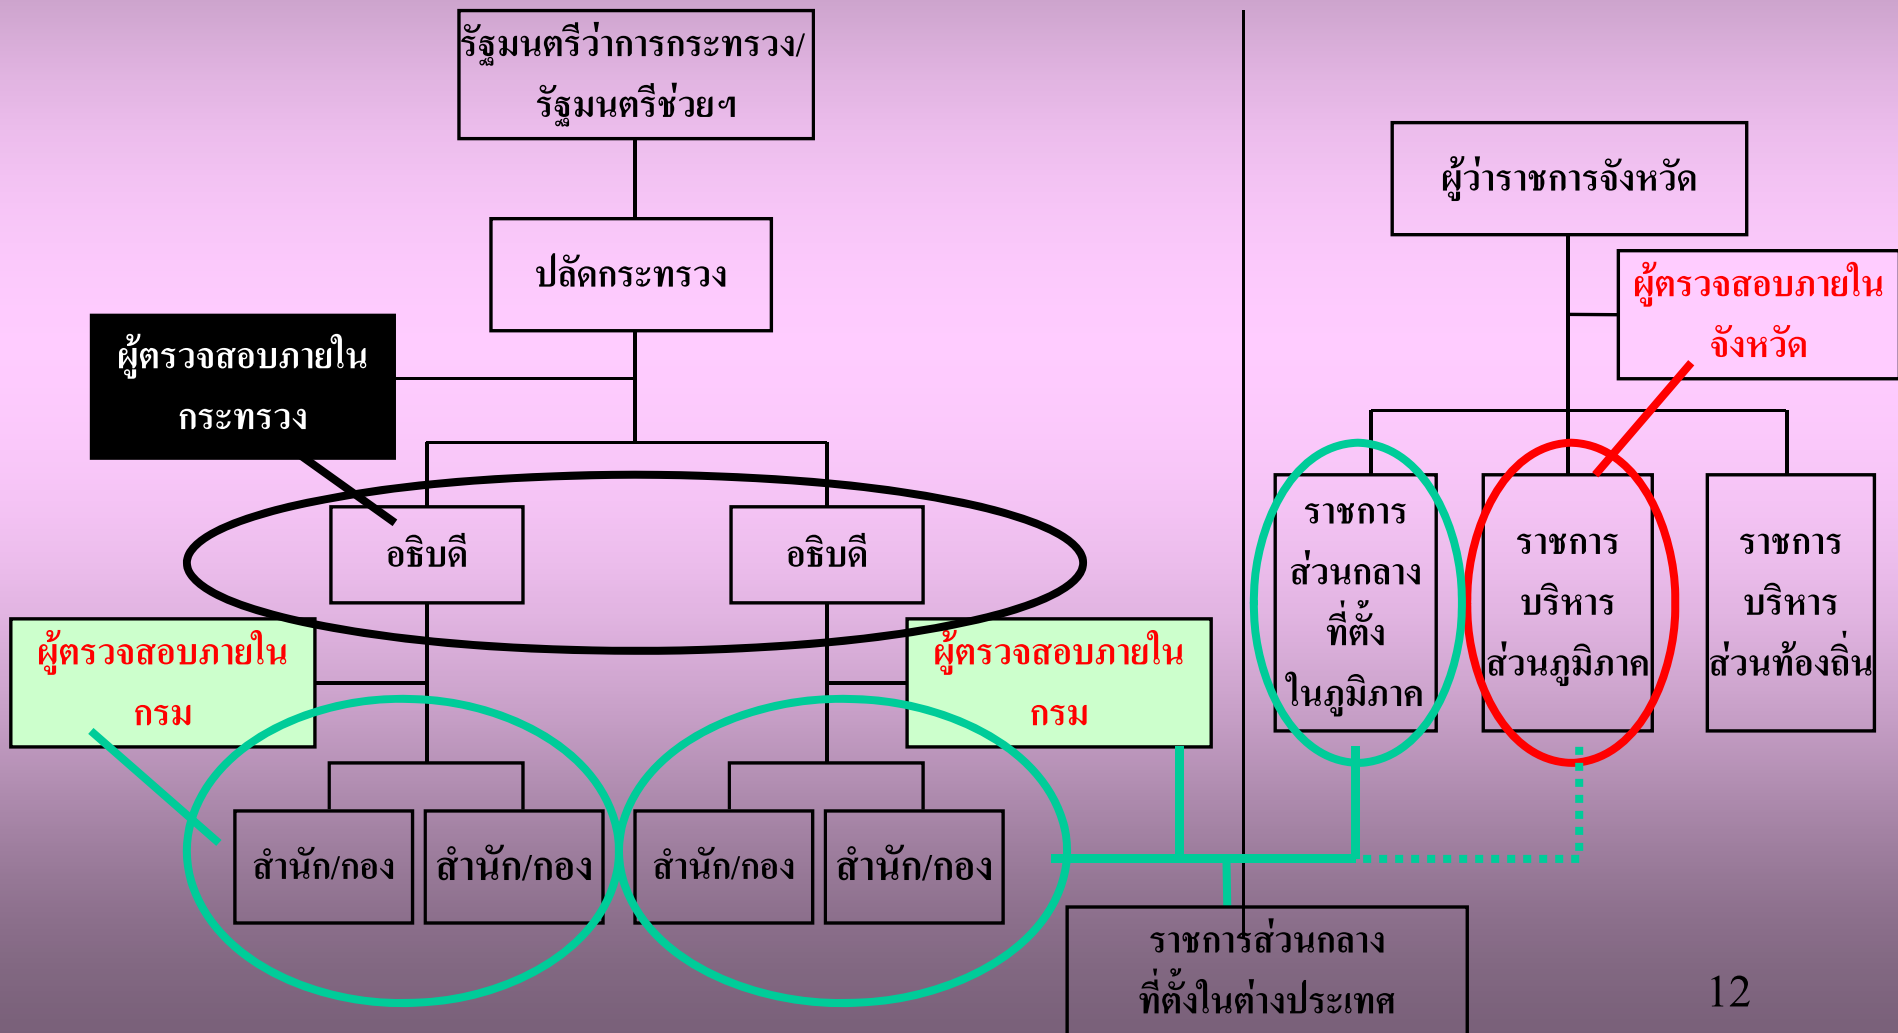 รัฐมนตรีว่าการกระทรวง/
รัฐมนตรีช่วยฯ
ปลัดกระทรวง
ผู้ตรวจสอบภายใน
กระทรวง
อธิบดี
อธิบดี
ผู้ตรวจสอบภายใน
กรม
ผู้ตรวจสอบภายใน
กรม
สำนัก/กอง
สำนัก/กอง
สำนัก/กอง
สำนัก/กอง
ผู้ว่าราชการจังหวัด
ผู้ตรวจสอบภายใน
จังหวัด
ราชการ
ส่วนกลาง
ที่ตั้ง
ในภูมิภาค
ราชการ
บริหาร
ส่วนภูมิภาค
ราชการ
บริหาร
ส่วนท้องถิ่น
ราชการส่วนกลาง
ที่ตั้งในต่างประเทศ
12